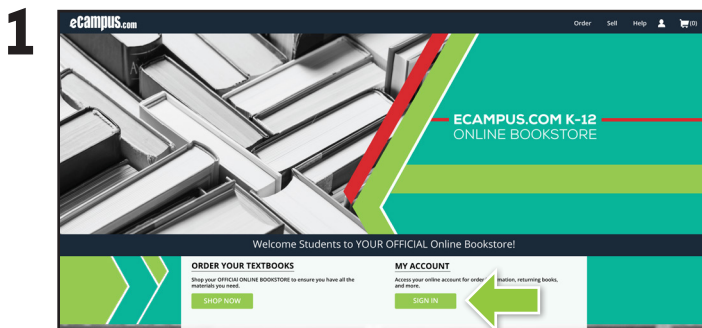 1
eCampus.com
Order Sell Help (0)
ECAMPUS.COM K-12
ONLINE BOOKSTORE
Welcome Students to YOUR OFFICIAL Online Bookstore!
ORDER YOUR TEXTBOOKS
Shop your OFFICIAL ONLINE BOOKSTORE to ensure you have all the
materials you need.
SHOP NOW
MY ACCOUNT
Access your online account for order returning books,
and more.
SIGN IN